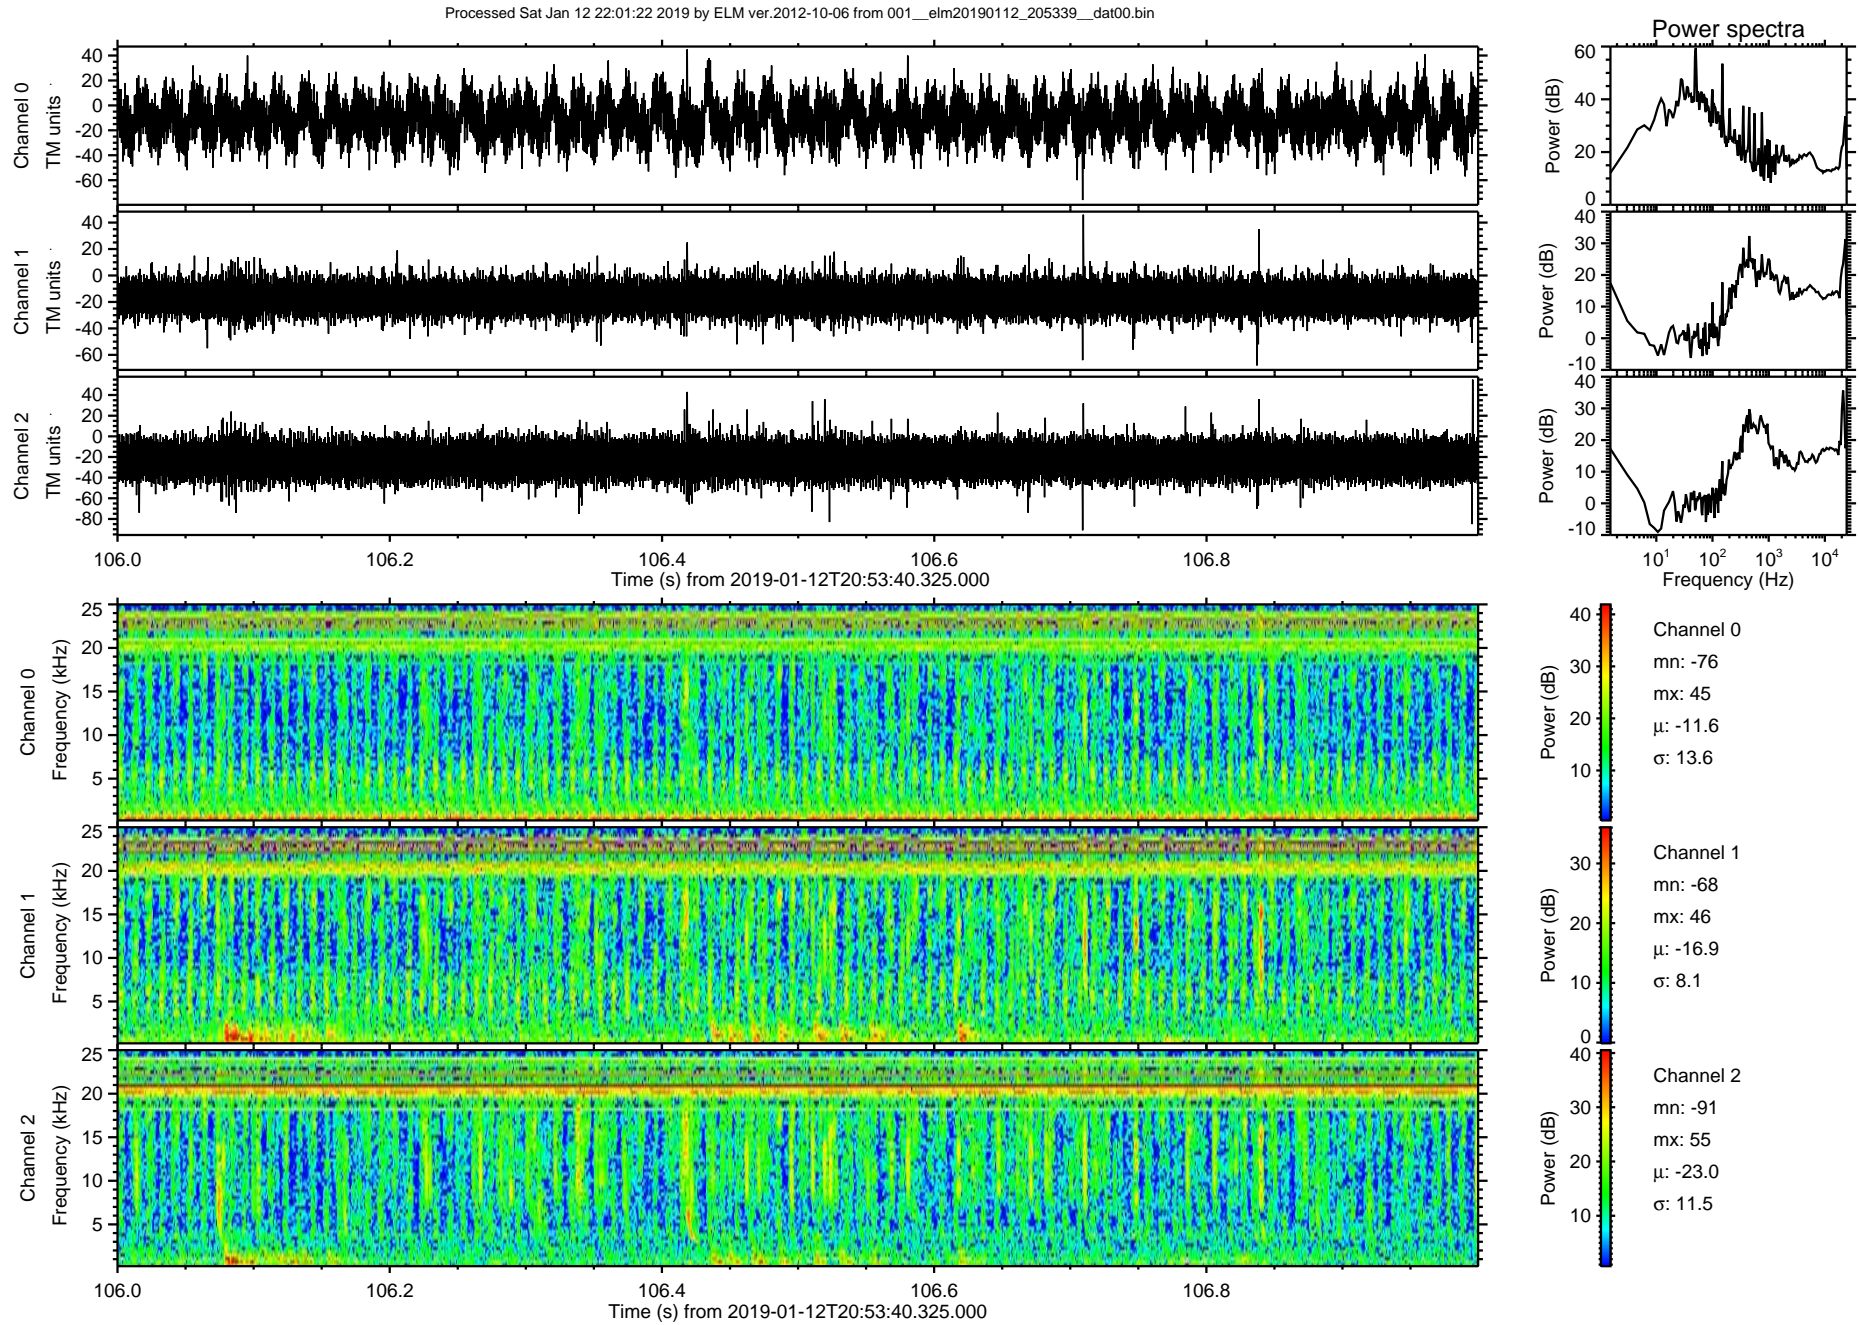 Processed Sat Jan 12 22:01:22 2019 by ELM ver.2012-10-06 from 001__elm20190112_205339__dat00.bin
Power spectra
Channel 0
TM units
40
20
0
-20
-40
-60
Power (dB)
60
40
20
0
Channel 1
TM units
40
20
0
-20
-40
-60
Power (dB)
40
30
20
10
0
-10
Channel 2
TM units
40
20
0
-20
-40
-60
-80
Power (dB)
40
30
20
10
0
-10
106.0 106.2 106.4 106.6 106.8
Time (s) from 2019-01-12T20:53:40.325.000
10^1 10^2 10^3 10^4
Frequency (Hz)
Channel 0
Frequency (kHz)
25
20
15
10
5
Power (dB)
40
30
20
10
Channel 0
mn: -76
mx: 45
μ: -11.6
σ: 13.6
Channel 1
Frequency (kHz)
25
20
15
10
5
Power (dB)
30
20
10
0
Channel 1
mn: -68
mx: 46
μ: -16.9
σ: 8.1
Channel 2
Frequency (kHz)
25
20
15
10
5
Power (dB)
40
30
20
10
Channel 2
mn: -91
mx: 55
μ: -23.0
σ: 11.5
106.0 106.2 106.4 106.6 106.8
Time (s) from 2019-01-12T20:53:40.325.000